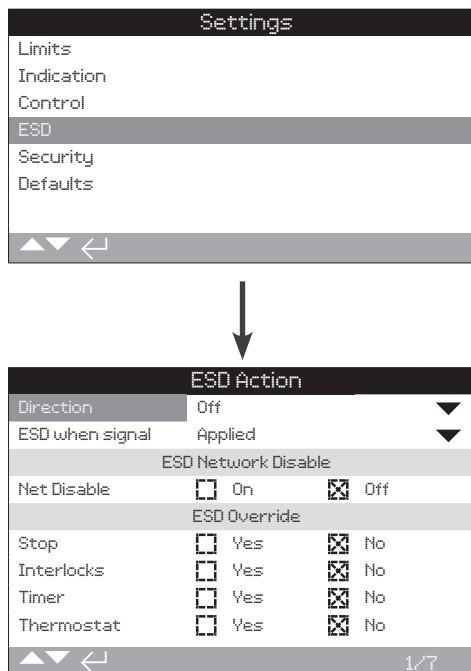 Settings
Limits
Indication
Control
ESD
Security
Defaults
ESD Action
Direction Off
ESD when signal Applied
ESD Network Disable
Net Disable On Off
ESD Override
Stop Yes No
Interlocks Yes No
Timer Yes No
Thermostat Yes No
1/7